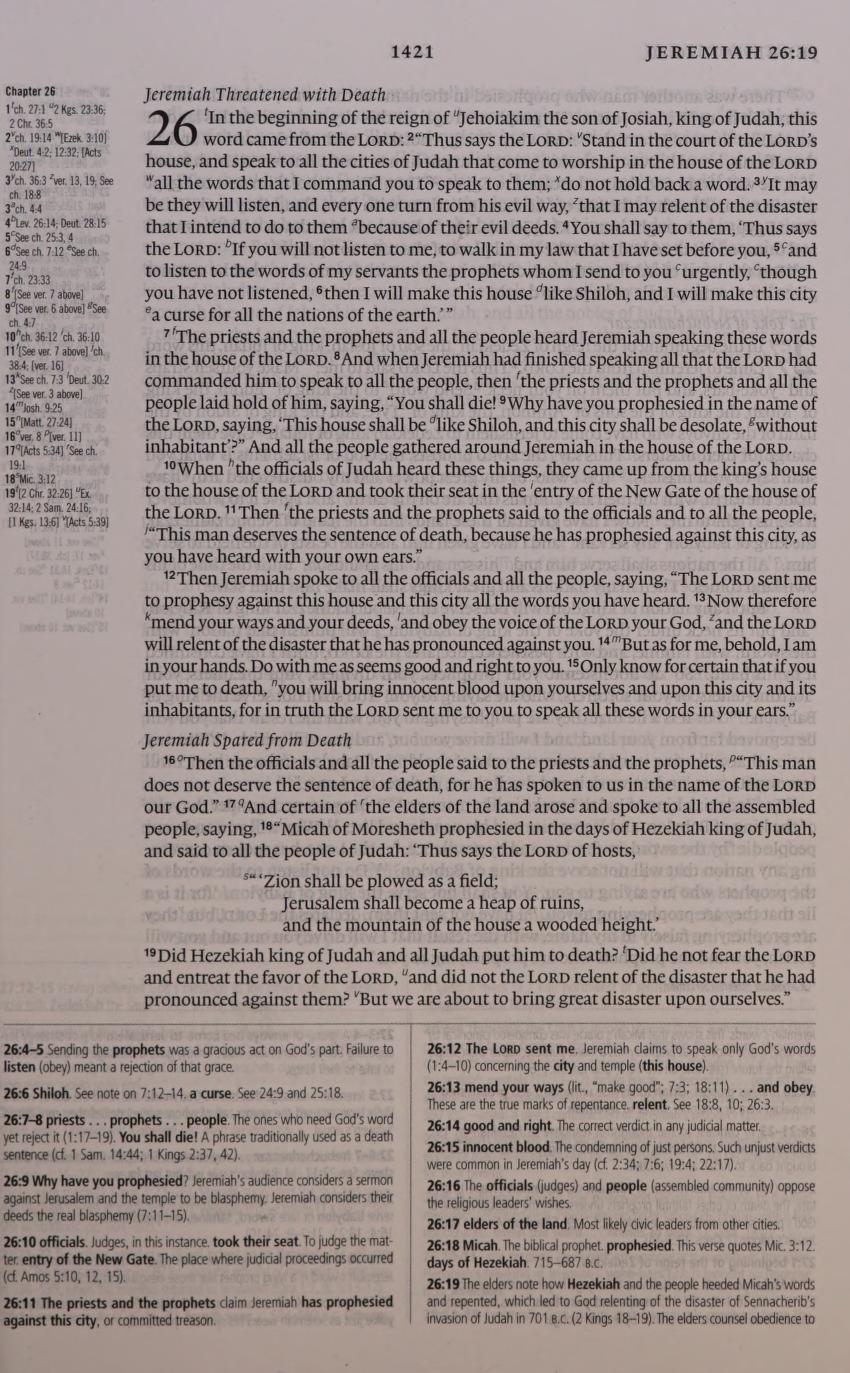 1421
JEREMIAH 26:19
Chapter 26
1 ᵗch. 27:1 ᵘ2 Kgs. 23:36;
2 Chr. 36:5
2 ᵛch. 19:14 ʷ[Ezek. 3:10]
ˣDeut. 4:2; 12:32; [Acts
20:27]
3 ʸch. 36:3 ᶻver. 13, 19; See
ch. 18:8
3 ᵃch. 4:4
4 ᵇLev. 26:14; Deut. 28:15
5 ᶜSee ch. 25:3, 4
6 ᵈSee ch. 7:12 ᵉSee ch.
24:9
7 ᶠch. 23:33
8 ᶠ[See ver. 7 above]
9 ᵈ[See ver. 6 above] ᵍSee
ch. 4:7
10 ʰch. 36:12 ⁱch. 36:10
11 ᶠ[See ver. 7 above] ʲch.
38:4; [ver. 16]
13 ᵏSee ch. 7:3 ˡDeut. 30:2
ᶻ[See ver. 3 above]
14 ᵐJosh. 9:25
15 ⁿ[Matt. 27:24]
16 ᵒver. 8 ᵖ[ver. 11]
17 ᑫ[Acts 5:34] ʳSee ch.
19:1
18 ˢMic. 3:12
19 ᵗ[2 Chr. 32:26] ᵘEx.
32:14; 2 Sam. 24:16;
[1 Kgs. 13:6] ᵛ[Acts 5:39]
Jeremiah Threatened with Death
26 ᵗIn the beginning of the reign of ᵘJehoiakim the son of Josiah, king of Judah, this
word came from the LORD: ²“Thus says the LORD: ᵛStand in the court of the LORD’s
house, and speak to all the cities of Judah that come to worship in the house of the LORD
ʷall the words that I command you to speak to them; ˣdo not hold back a word. ³ʸIt may
be they will listen, and every one turn from his evil way, ᶻthat I may relent of the disaster
that I intend to do to them ᵃbecause of their evil deeds. ⁴You shall say to them, ‘Thus says
the LORD: ᵇIf you will not listen to me, to walk in my law that I have set before you, ⁵ᶜand
to listen to the words of my servants the prophets whom I send to you ᶜurgently, ᶜthough
you have not listened, ⁶then I will make this house ᵈlike Shiloh, and I will make this city
ᵉa curse for all the nations of the earth.’”
⁷ᶠThe priests and the prophets and all the people heard Jeremiah speaking these words
in the house of the LORD. ⁸And when Jeremiah had finished speaking all that the LORD had
commanded him to speak to all the people, then ᶠthe priests and the prophets and all the
people laid hold of him, saying, “You shall die! ⁹Why have you prophesied in the name of
the LORD, saying, ‘This house shall be ᵈlike Shiloh, and this city shall be desolate, ᵍwithout
inhabitant’?” And all the people gathered around Jeremiah in the house of the LORD.
¹⁰When ʰthe officials of Judah heard these things, they came up from the king’s house
to the house of the LORD and took their seat in the ⁱentry of the New Gate of the house of
the LORD. ¹¹Then ᶠthe priests and the prophets said to the officials and to all the people,
ʲ“This man deserves the sentence of death, because he has prophesied against this city, as
you have heard with your own ears.”
¹²Then Jeremiah spoke to all the officials and all the people, saying, “The LORD sent me
to prophesy against this house and this city all the words you have heard. ¹³Now therefore
ᵏmend your ways and your deeds, ˡand obey the voice of the LORD your God, ᶻand the LORD
will relent of the disaster that he has pronounced against you. ¹⁴ᵐBut as for me, behold, I am
in your hands. Do with me as seems good and right to you. ¹⁵Only know for certain that if you
put me to death, ⁿyou will bring innocent blood upon yourselves and upon this city and its
inhabitants, for in truth the LORD sent me to you to speak all these words in your ears.”
Jeremiah Spared from Death
¹⁶ᵒThen the officials and all the people said to the priests and the prophets, ᵖ“This man
does not deserve the sentence of death, for he has spoken to us in the name of the LORD
our God.” ¹⁷ᑫAnd certain of ʳthe elders of the land arose and spoke to all the assembled
people, saying, ¹⁸“Micah of Moresheth prophesied in the days of Hezekiah king of Judah,
and said to all the people of Judah: ‘Thus says the LORD of hosts,
ˢ“‘Zion shall be plowed as a field;
Jerusalem shall become a heap of ruins,
and the mountain of the house a wooded height.’
¹⁹Did Hezekiah king of Judah and all Judah put him to death? ᵗDid he not fear the LORD
and entreat the favor of the LORD, ᵘand did not the LORD relent of the disaster that he had
pronounced against them? ᵛBut we are about to bring great disaster upon ourselves.”
26:4–5 Sending the prophets was a gracious act on God’s part. Failure to
listen (obey) meant a rejection of that grace.
26:6 Shiloh. See note on 7:12–14. a curse. See 24:9 and 25:18.
26:7–8 priests . . . prophets . . . people. The ones who need God’s word
yet reject it (1:17–19). You shall die! A phrase traditionally used as a death
sentence (cf. 1 Sam. 14:44; 1 Kings 2:37, 42).
26:9 Why have you prophesied? Jeremiah’s audience considers a sermon
against Jerusalem and the temple to be blasphemy. Jeremiah considers their
deeds the real blasphemy (7:11–15).
26:10 officials. Judges, in this instance. took their seat. To judge the mat-
ter. entry of the New Gate. The place where judicial proceedings occurred
(cf. Amos 5:10, 12, 15).
26:11 The priests and the prophets claim Jeremiah has prophesied
against this city, or committed treason.
26:12 The LORD sent me. Jeremiah claims to speak only God’s words
(1:4–10) concerning the city and temple (this house).
26:13 mend your ways (lit., “make good”; 7:3; 18:11) . . . and obey.
These are the true marks of repentance. relent. See 18:8, 10; 26:3.
26:14 good and right. The correct verdict in any judicial matter.
26:15 innocent blood. The condemning of just persons. Such unjust verdicts
were common in Jeremiah’s day (cf. 2:34; 7:6; 19:4; 22:17).
26:16 The officials (judges) and people (assembled community) oppose
the religious leaders’ wishes.
26:17 elders of the land. Most likely civic leaders from other cities.
26:18 Micah. The biblical prophet. prophesied. This verse quotes Mic. 3:12.
days of Hezekiah. 715–687 B.C.
26:19 The elders note how Hezekiah and the people heeded Micah’s words
and repented, which led to God relenting of the disaster of Sennacherib’s
invasion of Judah in 701 B.C. (2 Kings 18–19). The elders counsel obedience to